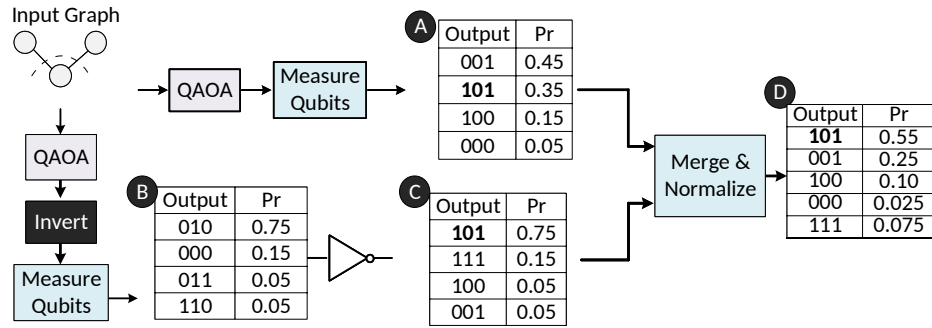 Input Graph
QAOA
Invert
Measure
Qubits
QAOA
Measure
Qubits
A
Output Pr
001 0.45
101 0.35
100 0.15
000 0.05
B
Output Pr
010 0.75
000 0.15
011 0.05
110 0.05
C
Output Pr
101 0.75
111 0.15
100 0.05
001 0.05
Merge &
Normalize
D
Output Pr
101 0.55
001 0.25
100 0.10
000 0.025
111 0.075